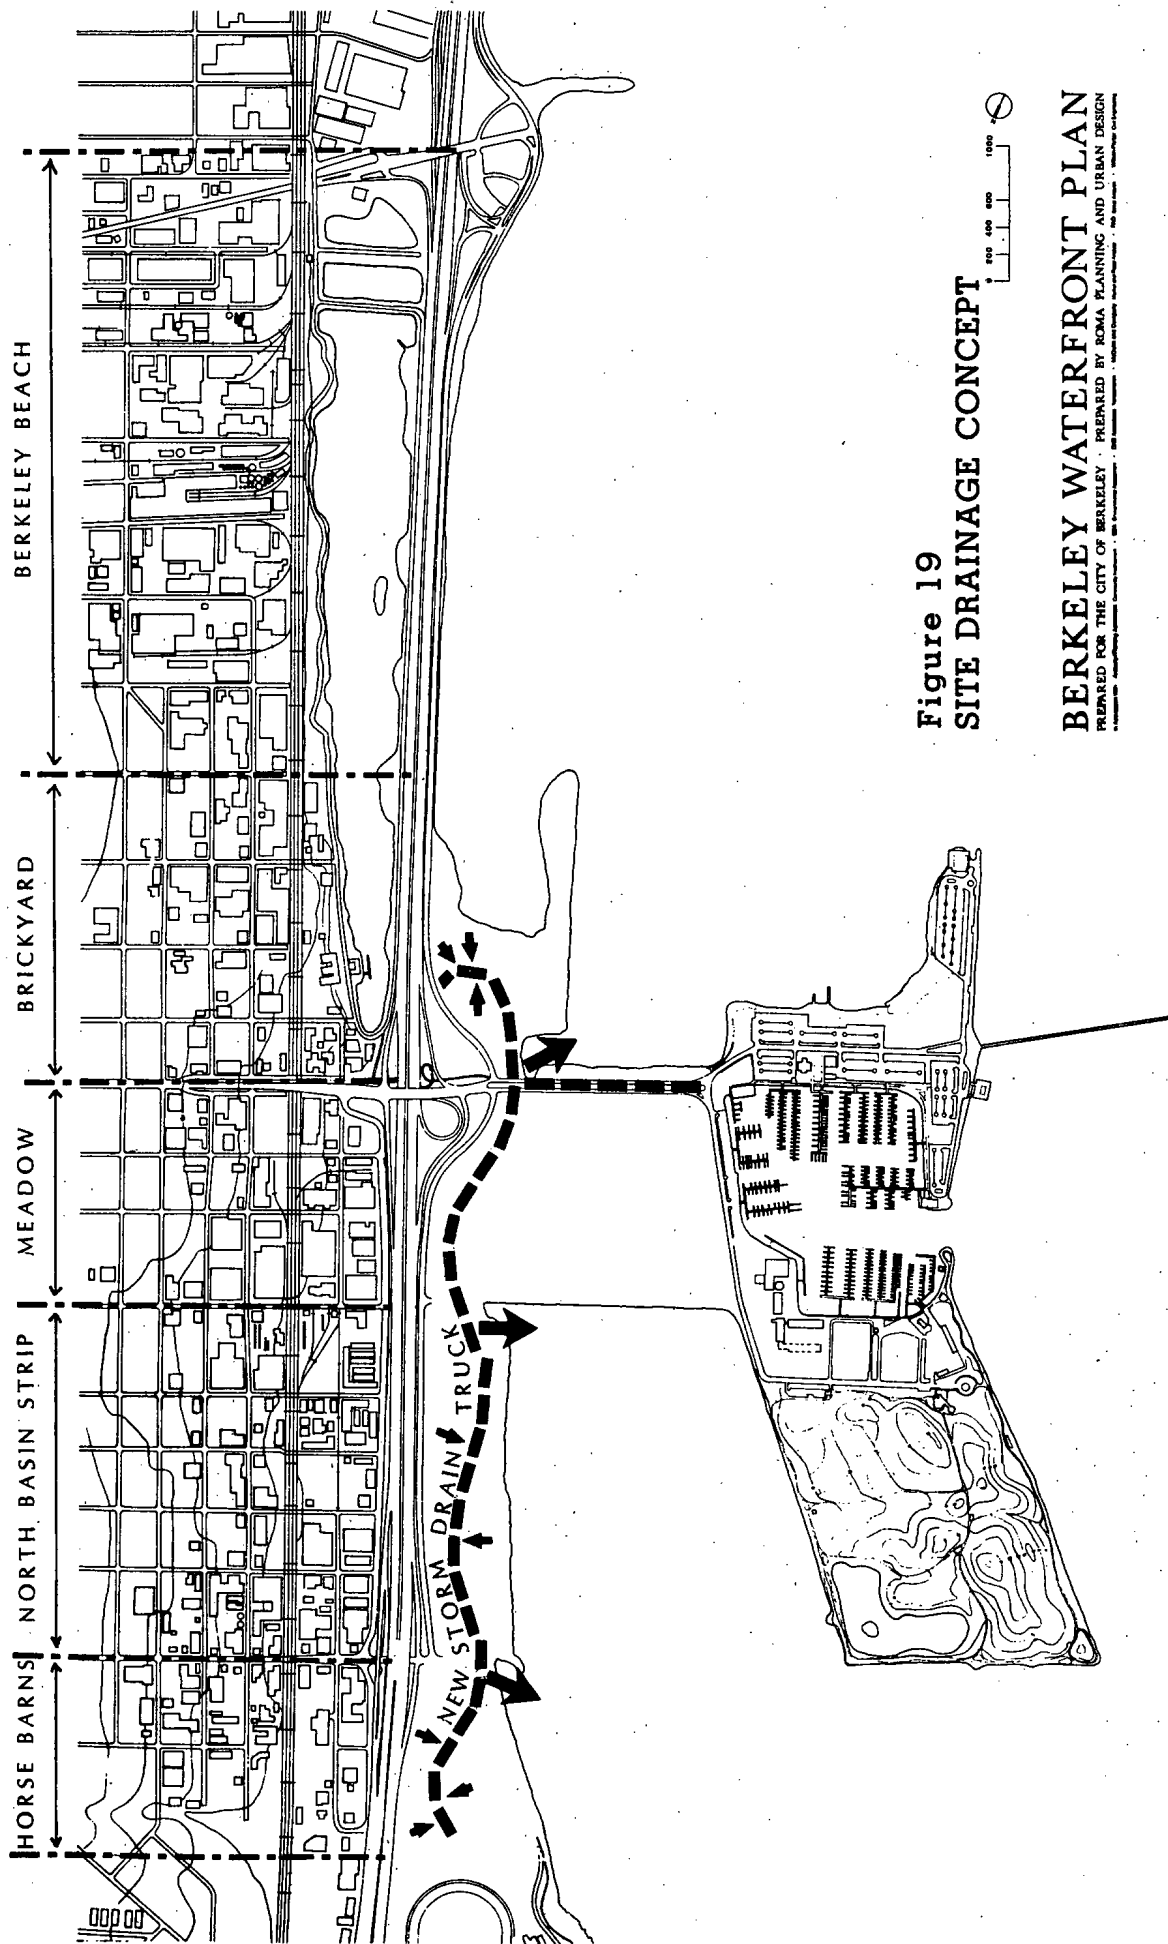 HORSE BARNS
NORTH BASIN STRIP
MEADOW
BRICKYARD
BERKELEY BEACH
NEW STORM DRAIN TRUCK
Figure 19
SITE DRAINAGE CONCEPT
0 200 400 600 1000
BERKELEY WATERFRONT PLAN
PREPARED FOR THE CITY OF BERKELEY · PREPARED BY ROMA PLANNING AND URBAN DESIGN